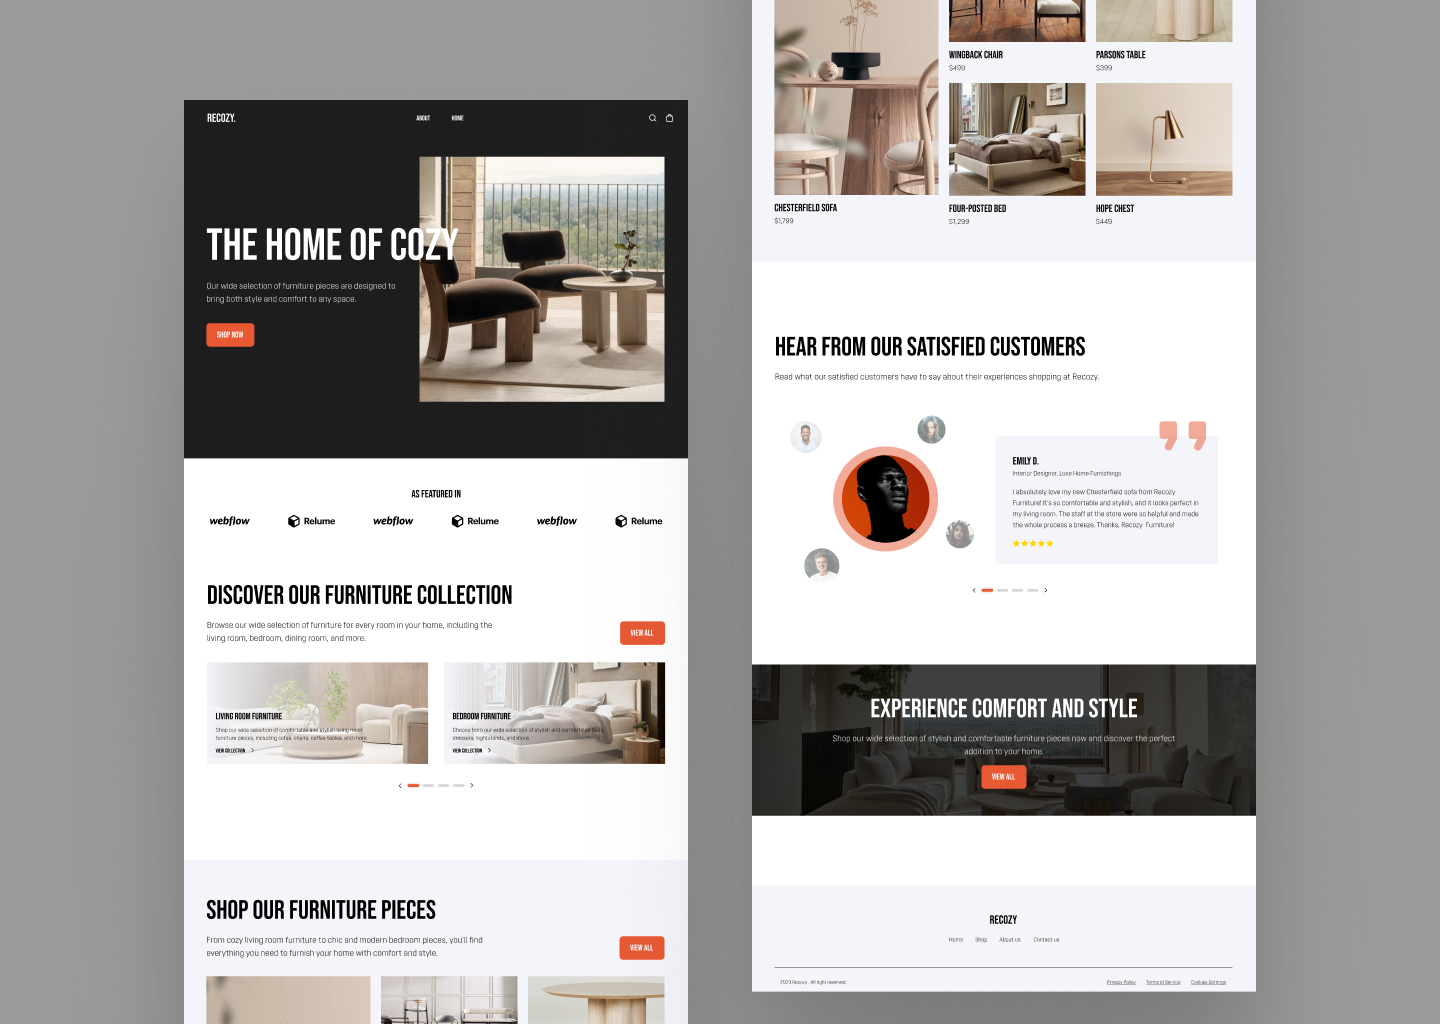 RECOZY.
ABOUT
HOME
THE HOME OF COZY
Our wide selection of furniture pieces are designed to
bring both style and comfort to any space.
SHOP NOW
AS FEATURED IN
webflow
Relume
webflow
Relume
webflow
Relume
DISCOVER OUR FURNITURE COLLECTION
Browse our wide selection of furniture for every room in your home, including the
living room, bedroom, dining room, and more.
VIEW ALL
LIVING ROOM FURNITURE
Shop our wide selection of comfortable and stylish living room
furniture pieces, including sofas, chairs, coffee tables, and more
VIEW COLLECTION
BEDROOM FURNITURE
Choose from our wide selection of stylish and comfortable beds,
dressers, nightstands, and more.
VIEW COLLECTION
SHOP OUR FURNITURE PIECES
From cozy living room furniture to chic and modern bedroom pieces, you'll find
everything you need to furnish your home with comfort and style.
VIEW ALL
WINGBACK CHAIR
$499
PARSONS TABLE
$399
CHESTERFIELD SOFA
$1,799
FOUR-POSTED BED
$1,299
HOPE CHEST
$449
HEAR FROM OUR SATISFIED CUSTOMERS
Read what our satisfied customers have to say about their experiences shopping at Recozy.
EMILY D.
Interior Designer, Luxe Home Furnishings
I absolutely love my new Chesterfield sofa from Recozy
Furniture! It's so comfortable and stylish, and it looks perfect in
my living room. The staff at the store were so helpful and made
the whole process a breeze. Thanks, Recozy Furniture!
EXPERIENCE COMFORT AND STYLE
Shop our wide selection of stylish and comfortable furniture pieces now and discover the perfect
addition to your home.
VIEW ALL
RECOZY
Home
Shop
About us
Contact us
2023 Recozy. All right reserved.
Privacy Policy
Terms of Service
Cookies Settings